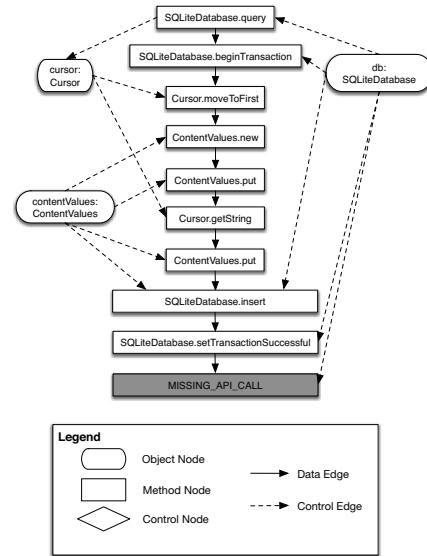 SQLiteDatabase.query
SQLiteDatabase.beginTransaction
cursor:
Cursor
db:
SQLiteDatabase
Cursor.moveToFirst
ContentValues.new
ContentValues.put
contentValues:
ContentValues
Cursor.getString
ContentValues.put
SQLiteDatabase.insert
SQLiteDatabase.setTransactionSuccessful
MISSING_API_CALL
Legend
Object Node
Method Node
Control Node
Data Edge
Control Edge